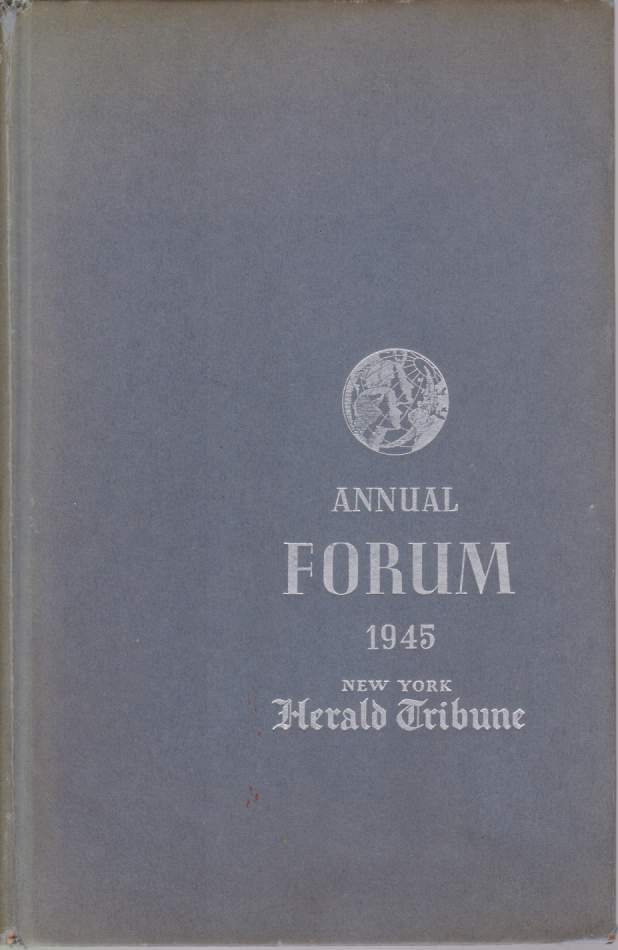 ANNUAL
FORUM
1945
NEW YORK
Herald Tribune